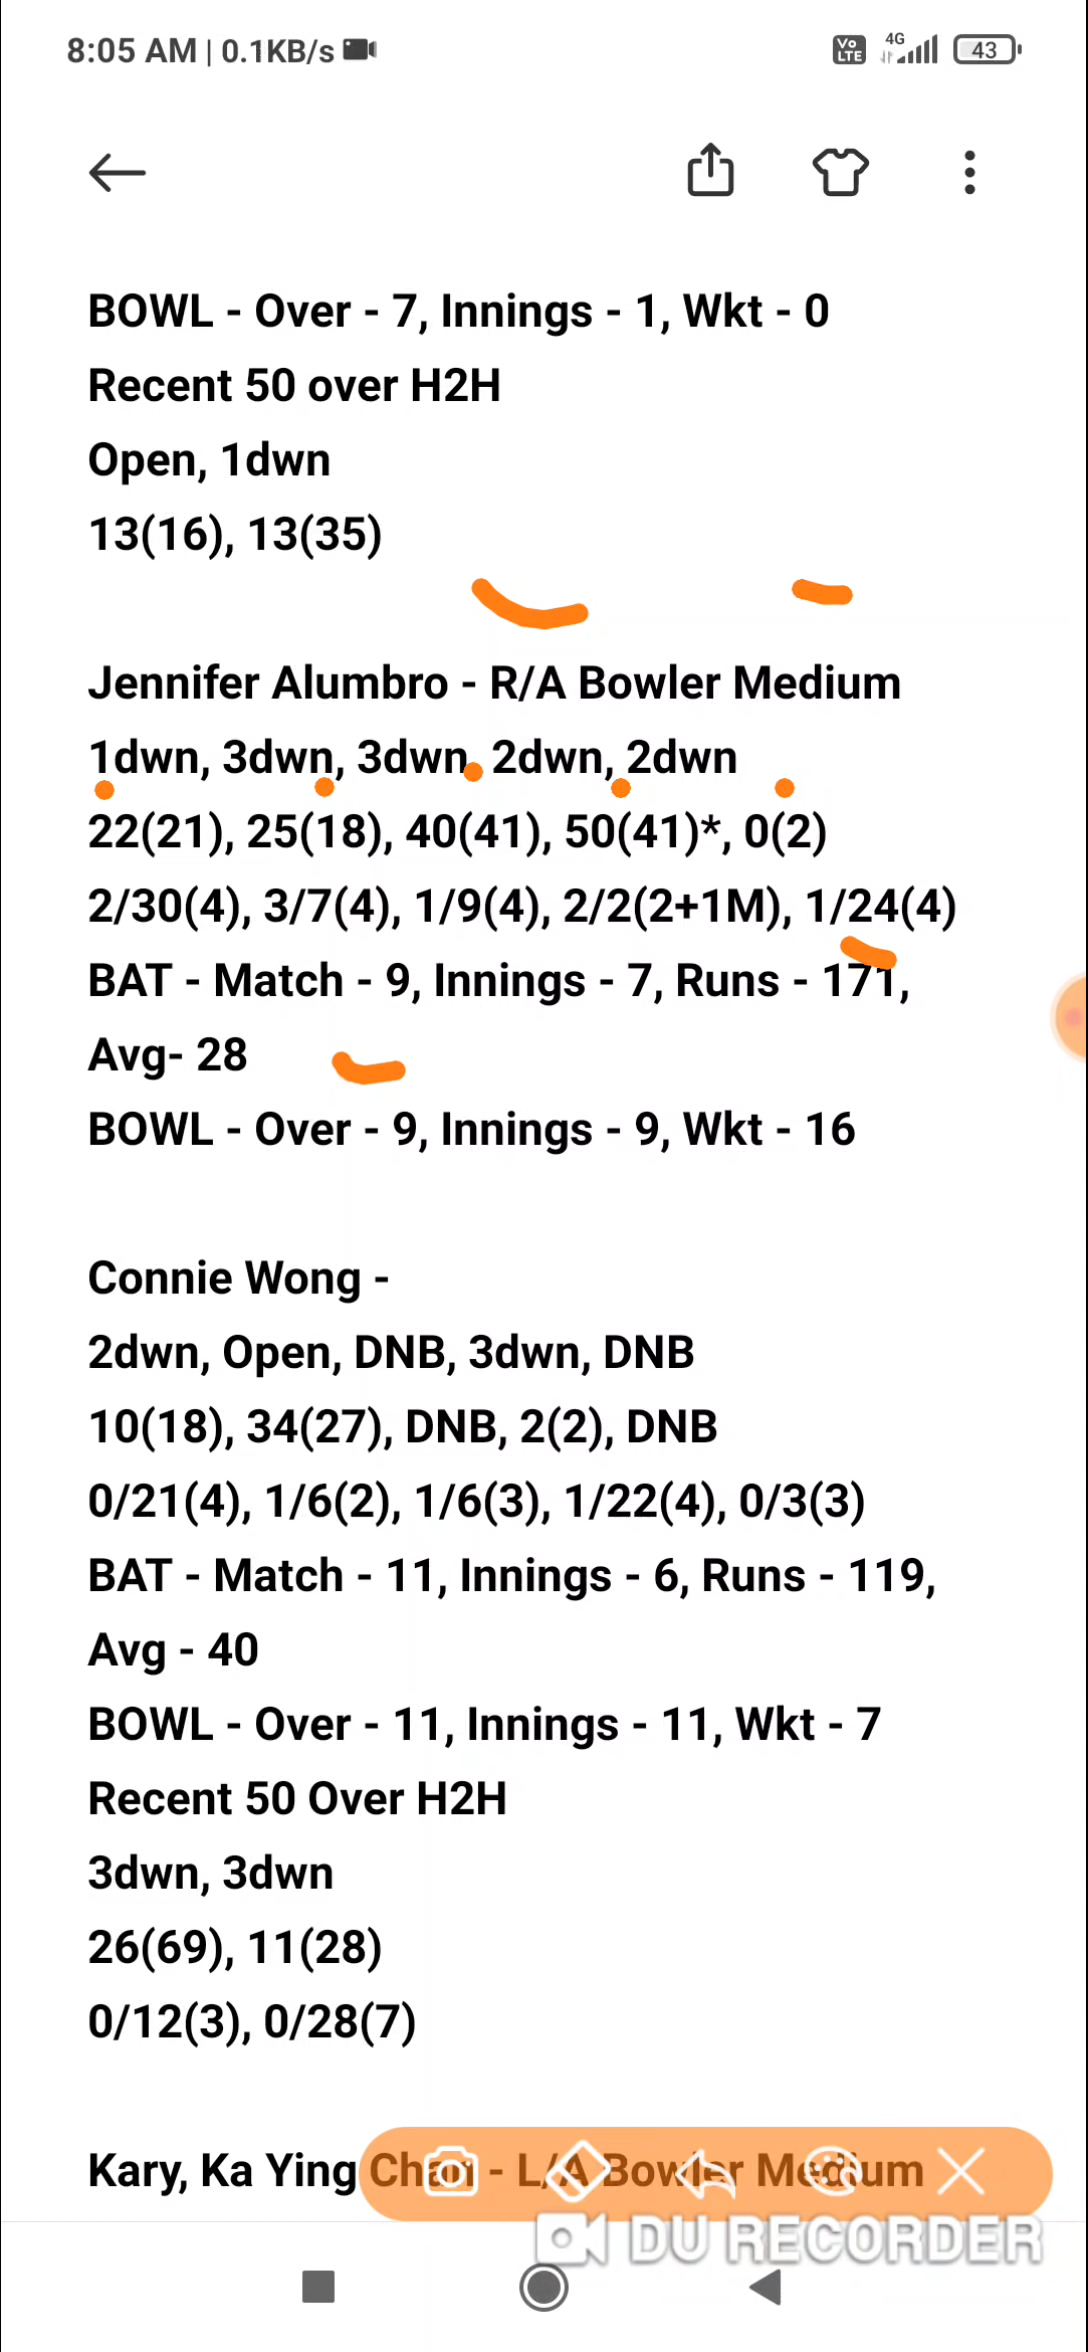 8:05 AM | 0.1KB/s
Vo LTE 4G 43
BOWL - Over - 7, Innings - 1, Wkt - 0
Recent 50 over H2H
Open, 1dwn
13(16), 13(35)
Jennifer Alumbro - R/A Bowler Medium
1dwn, 3dwn, 3dwn, 2dwn, 2dwn
22(21), 25(18), 40(41), 50(41)*, 0(2)
2/30(4), 3/7(4), 1/9(4), 2/2(2+1M), 1/24(4)
BAT - Match - 9, Innings - 7, Runs - 171,
Avg- 28
BOWL - Over - 9, Innings - 9, Wkt - 16
Connie Wong -
2dwn, Open, DNB, 3dwn, DNB
10(18), 34(27), DNB, 2(2), DNB
0/21(4), 1/6(2), 1/6(3), 1/22(4), 0/3(3)
BAT - Match - 11, Innings - 6, Runs - 119,
Avg - 40
BOWL - Over - 11, Innings - 11, Wkt - 7
Recent 50 Over H2H
3dwn, 3dwn
26(69), 11(28)
0/12(3), 0/28(7)
Kary, Ka Ying Chan - L/A Bowler Medium
DU RECORDER